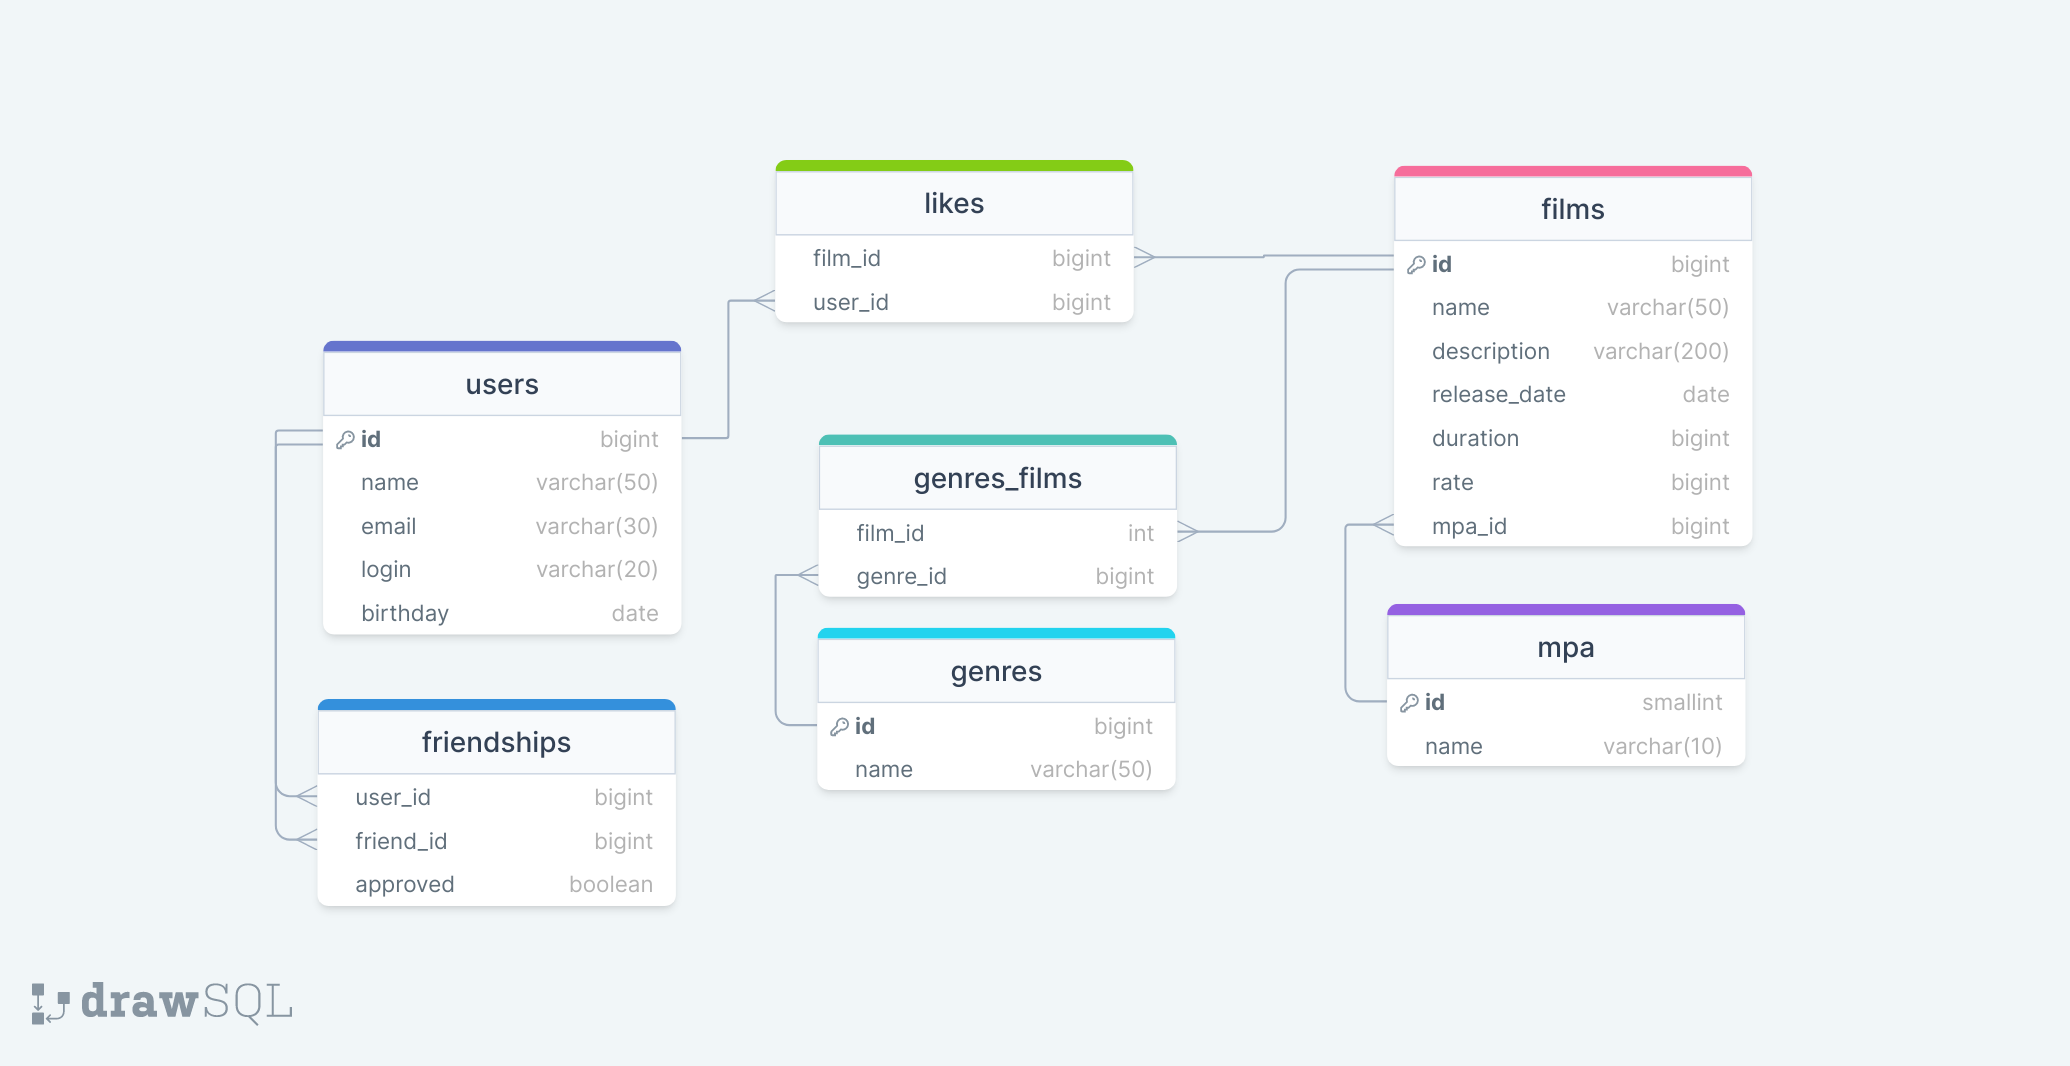 likes
film_id bigint
user_id bigint
films
id bigint
name varchar(50)
description varchar(200)
release_date date
duration bigint
rate bigint
mpa_id bigint
users
id bigint
name varchar(50)
email varchar(30)
login varchar(20)
birthday date
genres_films
film_id int
genre_id bigint
genres
id bigint
name varchar(50)
mpa
id smallint
name varchar(10)
friendships
user_id bigint
friend_id bigint
approved boolean
drawSQL